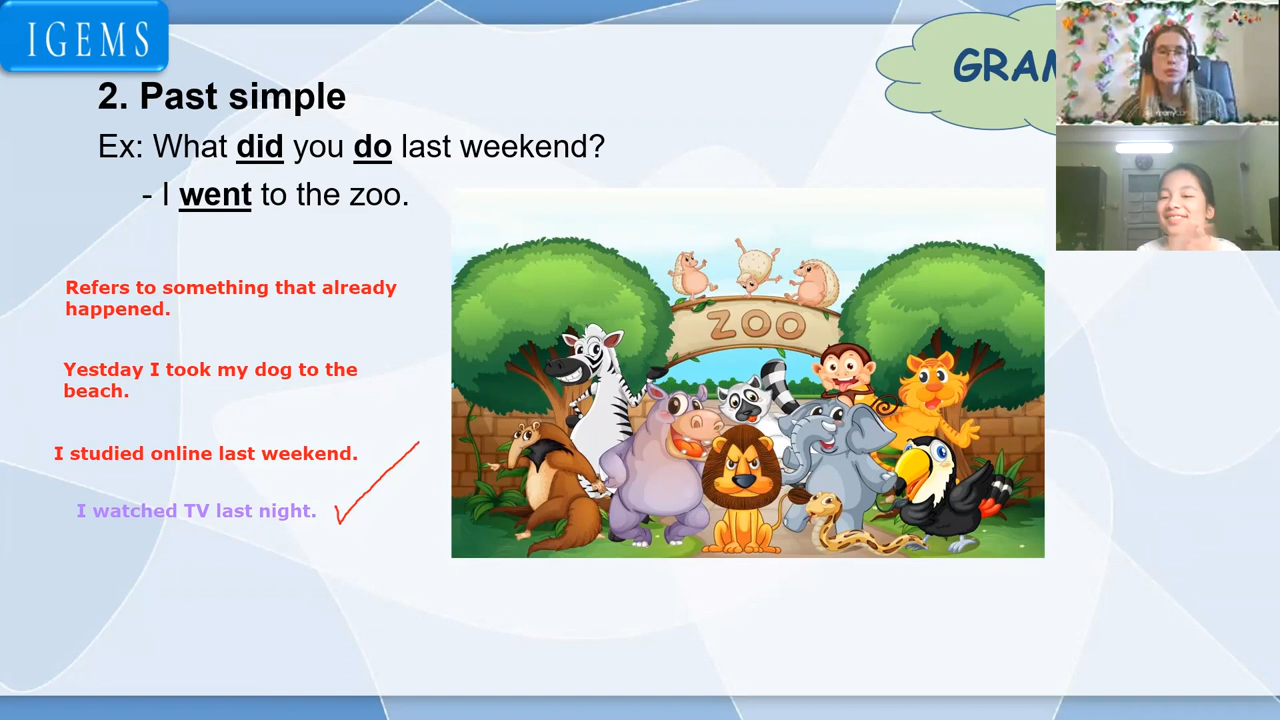 IGEMS
2. Past simple
Ex: What did you do last weekend?
- I went to the zoo.
Refers to something that already
happened.
Yestday I took my dog to the
beach.
I studied online last weekend.
I watched TV last night.
ZOO
GRAM